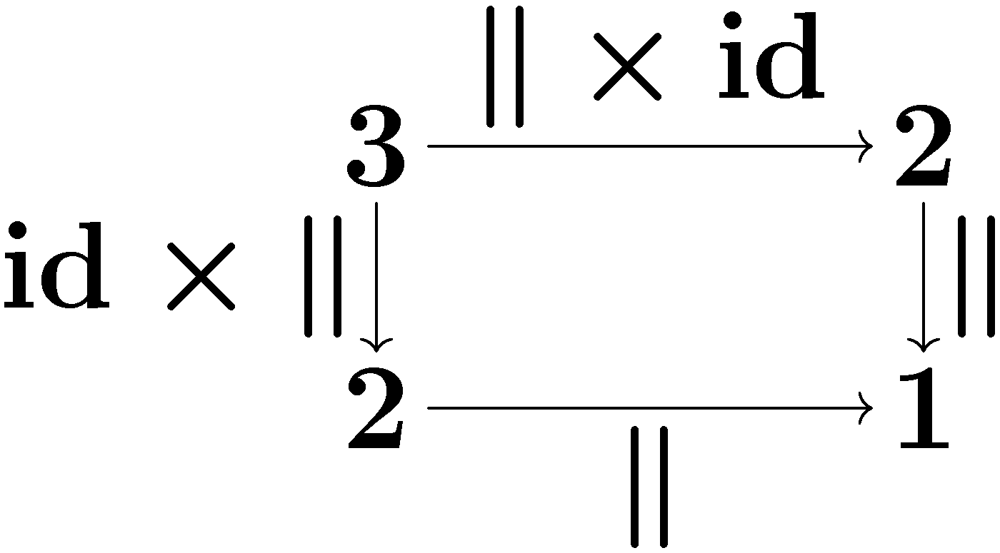 || × id
3 2
id × || ||
2 1
||